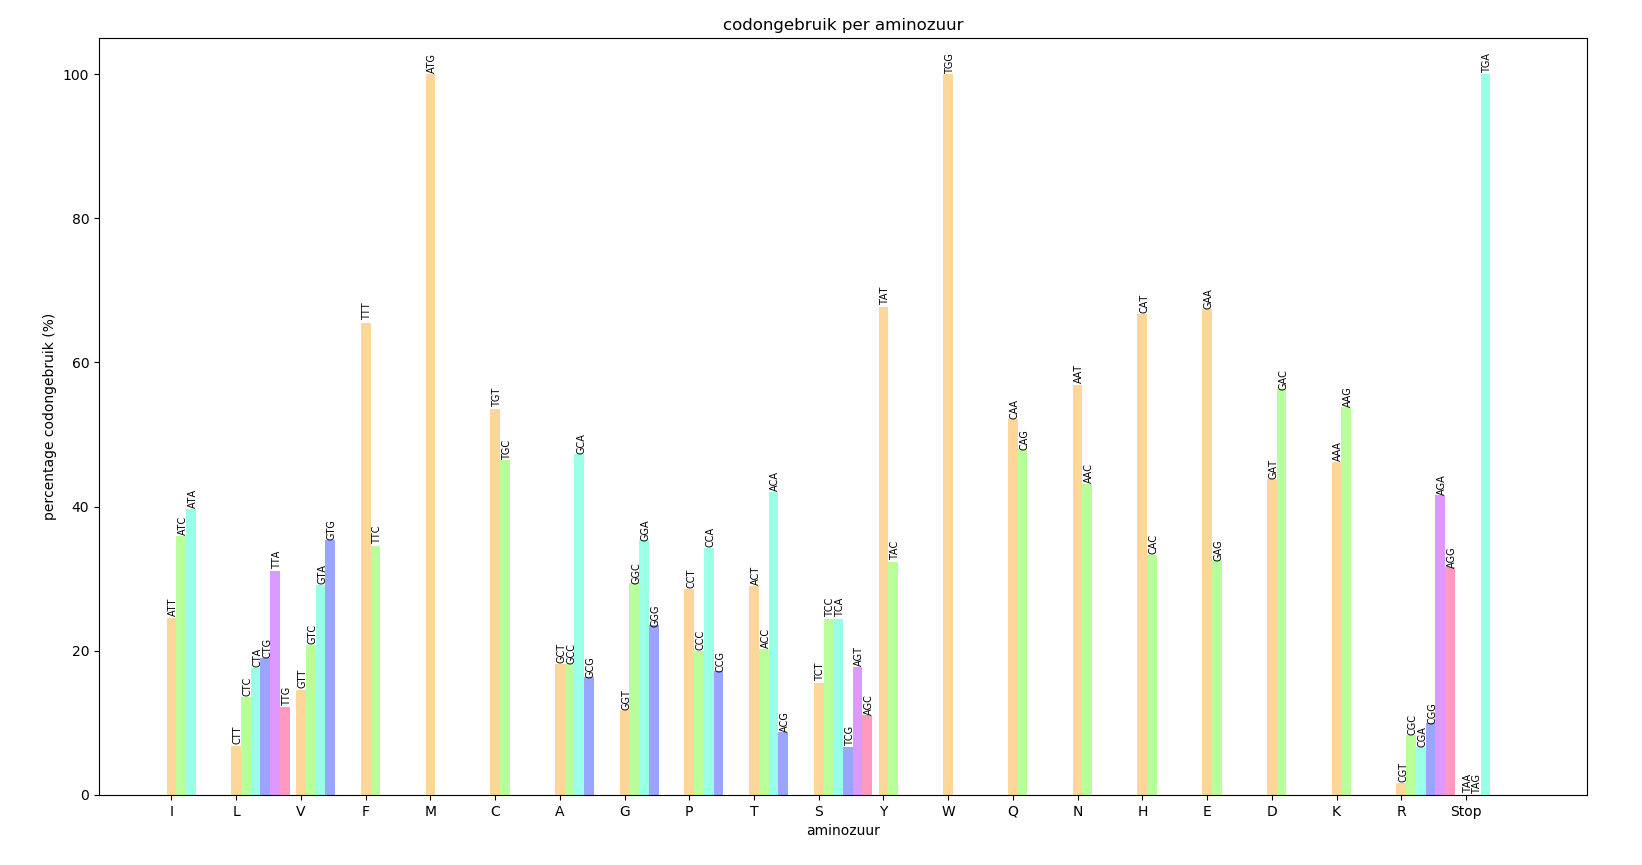 codongebruik per aminozuur
percentage codongebruik (%)
100
80
60
40
20
0
ATT ATC ATA
CTT CTC CTA CTG TTA TTG
GTT GTC GTA GTG
TTT TTC
ATG
TGT TGC
GCT GCC GCA GCG
GGT GGC GGA GGG
CCT CCC CCA CCG
ACT ACC ACA ACG
TCT TCC TCA TCG AGT AGC
TAT TAC
TGG
CAA CAG
AAT AAC
CAT CAC
GAA GAG
GAT GAC
AAA AAG
CGT CGC CGA CGG AGA AGG
TAA TAG TGA
I L V F M C A G P T S Y W Q N H E D K R Stop
aminozuur